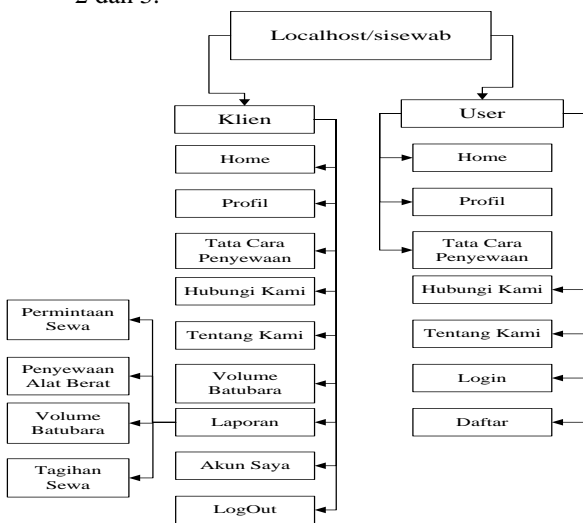 2 dan 3.
Localhost/sisewab
Klien
Home
Profil
Tata Cara
Penyewaan
Hubungi Kami
Tentang Kami
Volume
Batubara
Laporan
Akun Saya
LogOut
Permintaan
Sewa
Penyewaan
Alat Berat
Volume
Batubara
Tagihan
Sewa
User
Home
Profil
Tata Cara
Penyewaan
Hubungi Kami
Tentang Kami
Login
Daftar